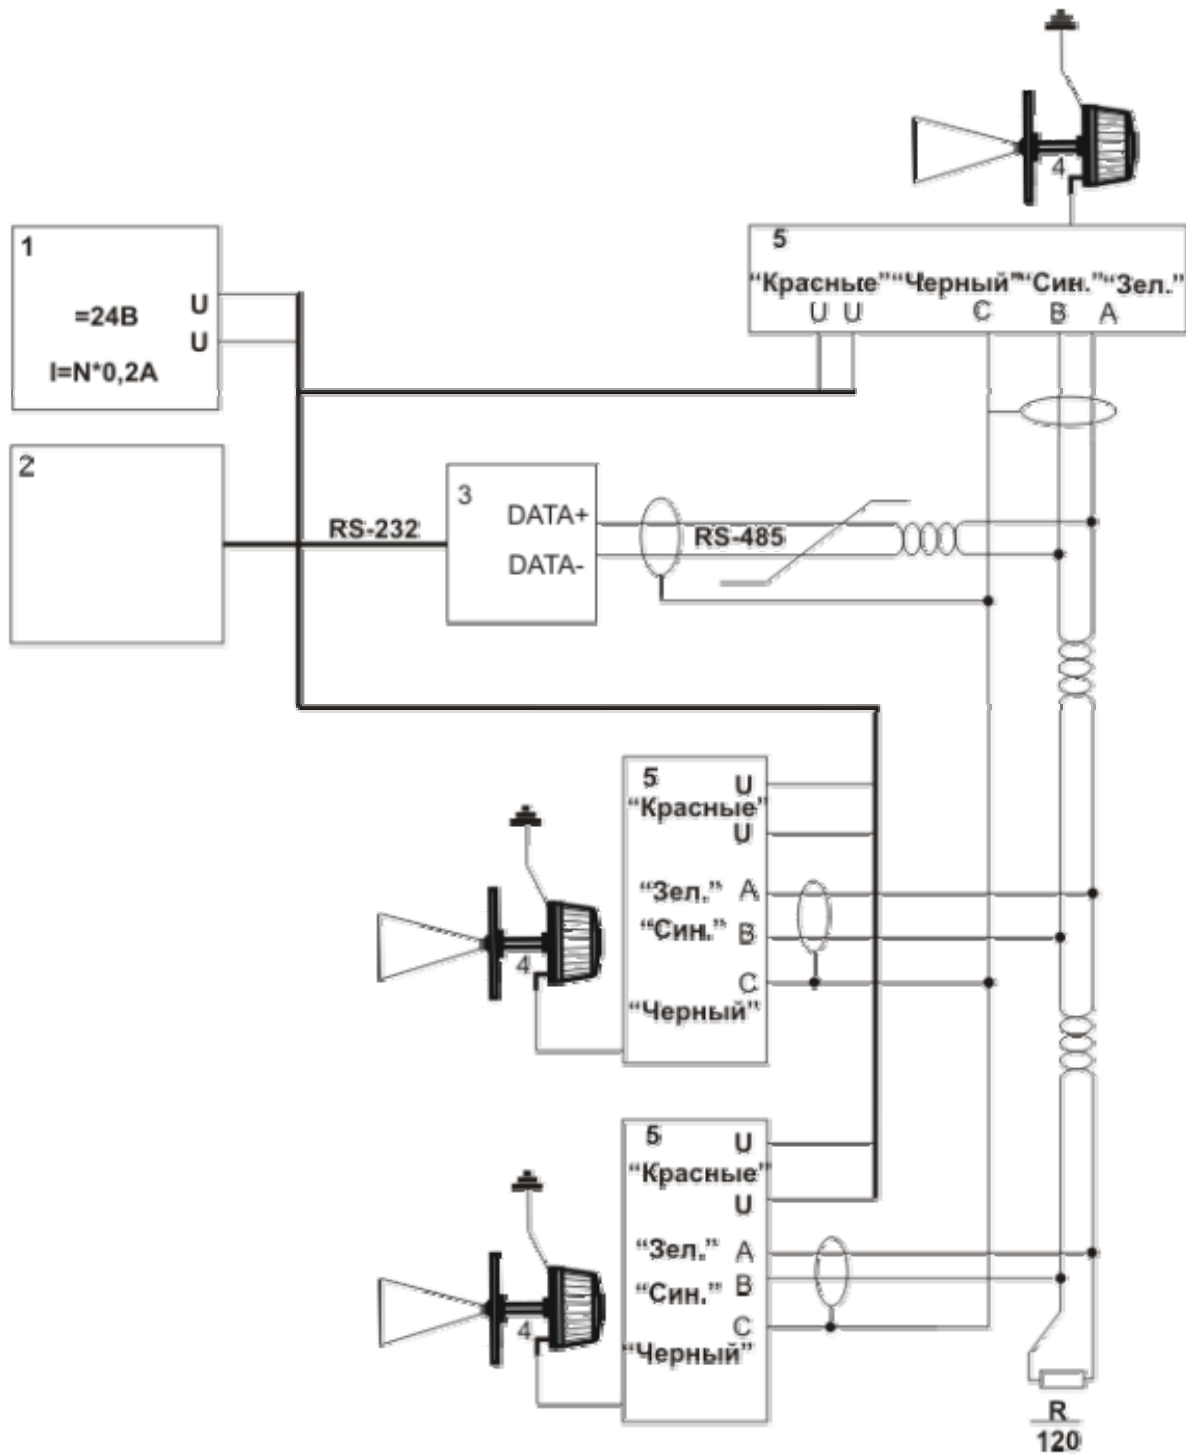 4
5
“Красные” “Черный” “Син.” “Зел.”
U U C B A
1
U
=24В
U
I=N*0,2А
2
3
RS-232
DATA+
DATA-
RS-485
5
U
“Красные”
U
“Зел.” A
“Син.” B
4
C
“Черный”
5
U
“Красные”
U
“Зел.” A
“Син.” B
4
C
“Черный”
R
120